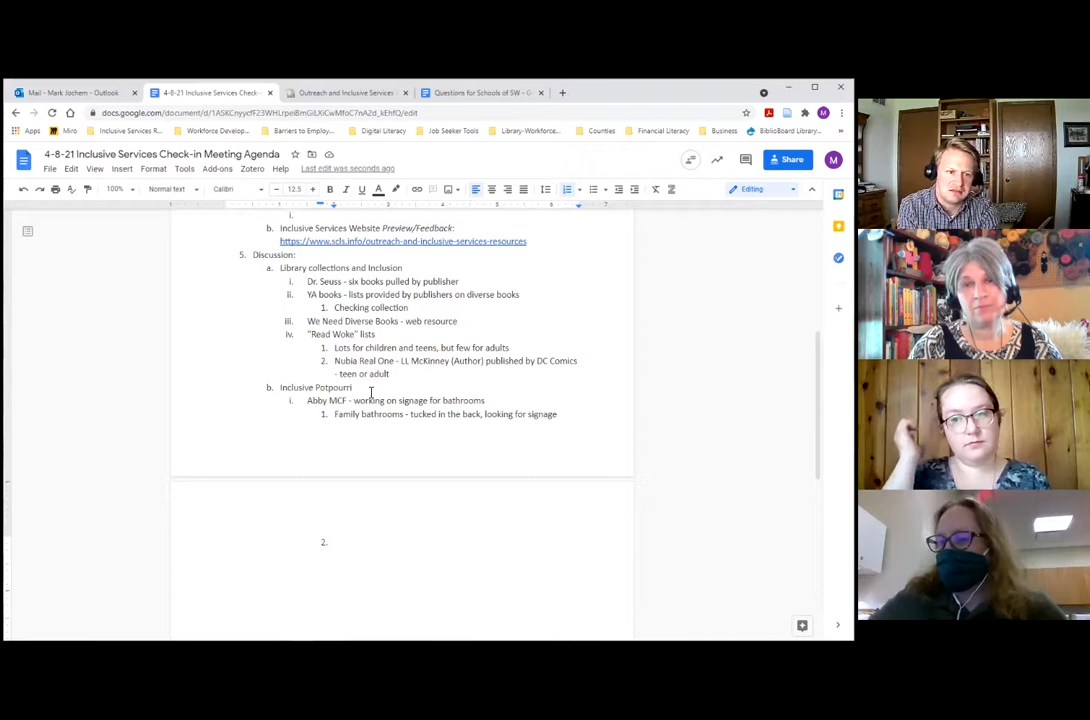 Mail - Mark Jochem - Outlook
4-8-21 Inclusive Services Check-
Outreach and Inclusive Services
Questions for Schools of SW - G
Apps
Miro
Inclusive Services R...
Workforce Develop...
Barriers to Employ...
Digital Literacy
Job Seeker Tools
Library-Workforce...
Counties
Financial Literacy
Business
BiblioBoard Library...
4-8-21 Inclusive Services Check-in Meeting Agenda
File Edit View Insert Format Tools Add-ons Zotero Help Last edit was seconds ago
Share
M
100% Normal text Calibri 12.5 Editing
i.
b. Inclusive Services Website Preview/Feedback:
https://www.scls.info/outreach-and-inclusive-services-resources
5. Discussion:
a. Library collections and Inclusion
i. Dr. Seuss - six books pulled by publisher
ii. YA books - lists provided by publishers on diverse books
1. Checking collection
iii. We Need Diverse Books - web resource
iv. "Read Woke" lists
1. Lots for children and teens, but few for adults
2. Nubia Real One - LL McKinney (Author) published by DC Comics
- teen or adult
b. Inclusive Potpourri
i. Abby MCF - working on signage for bathrooms
1. Family bathrooms - tucked in the back, looking for signage
2.